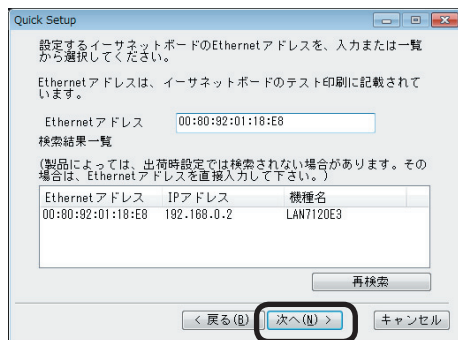 Quick Setup
設定するイーサネットボードのEthernetアドレスを、入力または一覧
から選択してください。
Ethernetアドレスは、イーサネットボードのテスト印刷に記載されて
います。
Ethernetアドレス 00:80:92:01:18:E8
検索結果一覧
(製品によっては、出荷時設定では検索されない場合があります。その
場合は、Ethernetアドレスを直接入力して下さい。)
Ethernetアドレス IPアドレス 機種名
00:80:92:01:18:E8 192.168.0.2 LAN7120E3
再検索
< 戻る(B) 次へ(N) > キャンセル